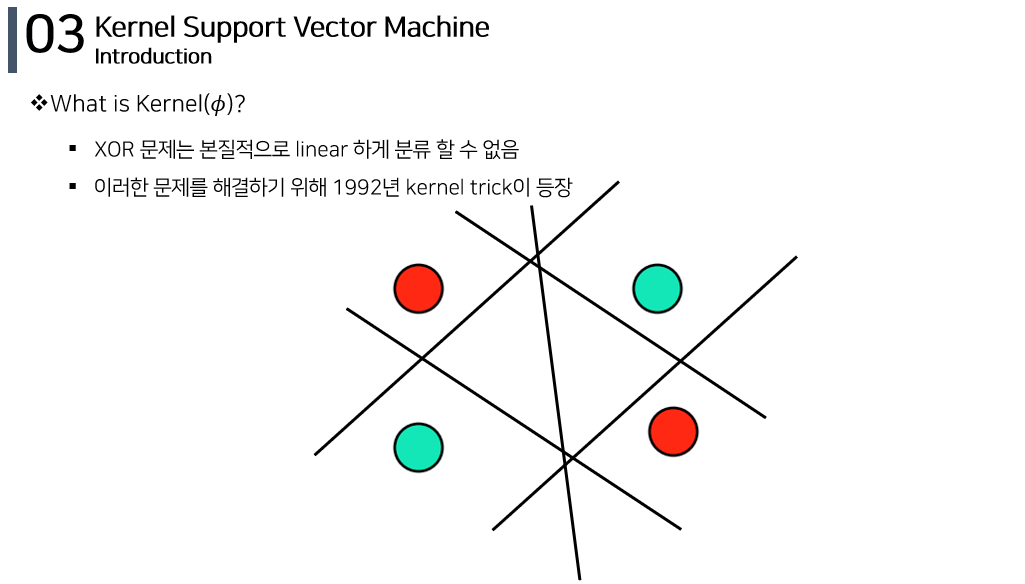 03 Kernel Support Vector Machine
Introduction
❖What is Kernel(ϕ)?
▪ XOR 문제는 본질적으로 linear 하게 분류 할 수 없음
▪ 이러한 문제를 해결하기 위해 1992년 kernel trick이 등장